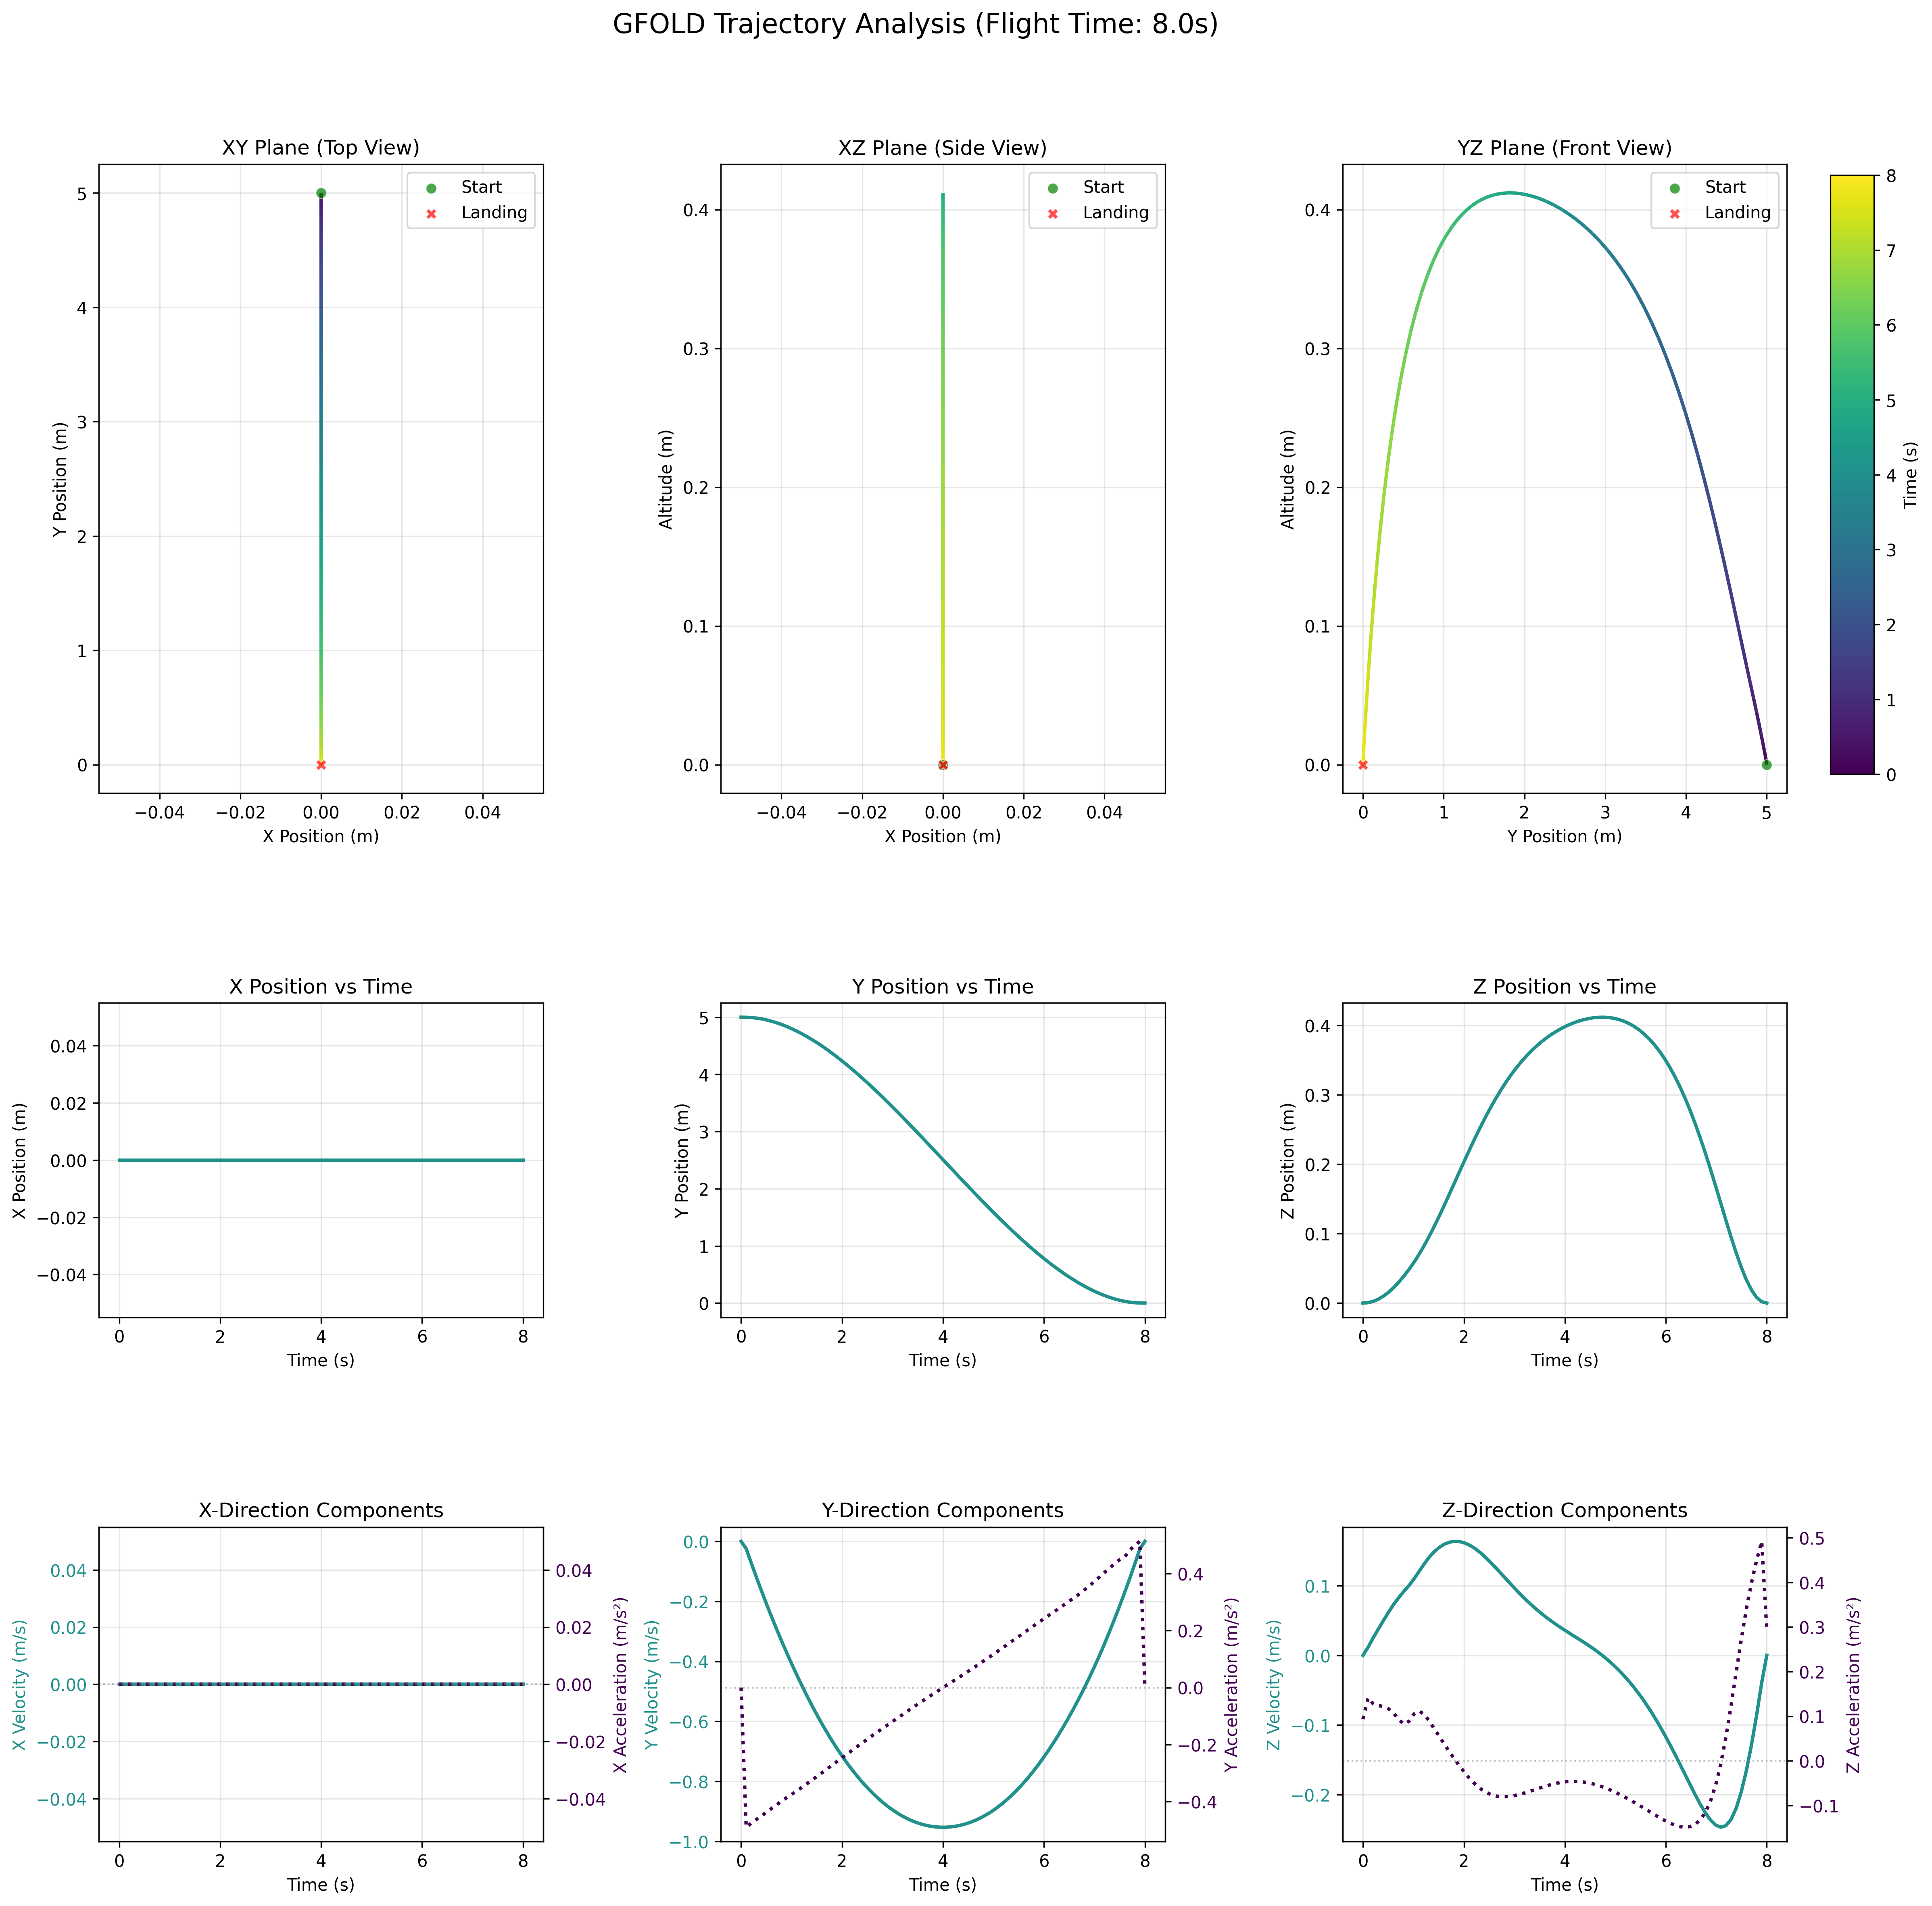 GFOLD Trajectory Analysis (Flight Time: 8.0s)
XY Plane (Top View)
Start
Landing
5
4
3
2
1
0
Y Position (m)
−0.04 −0.02 0.00 0.02 0.04
X Position (m)
XZ Plane (Side View)
Start
Landing
0.4
0.3
0.2
0.1
0.0
Altitude (m)
−0.04 −0.02 0.00 0.02 0.04
X Position (m)
YZ Plane (Front View)
Start
Landing
0.4
0.3
0.2
0.1
0.0
Altitude (m)
0 1 2 3 4 5
Y Position (m)
8
7
6
5
4
3
2
1
0
Time (s)
X Position vs Time
0.04
0.02
0.00
−0.02
−0.04
X Position (m)
0 2 4 6 8
Time (s)
Y Position vs Time
5
4
3
2
1
0
Y Position (m)
0 2 4 6 8
Time (s)
Z Position vs Time
0.4
0.3
0.2
0.1
0.0
Z Position (m)
0 2 4 6 8
Time (s)
X-Direction Components
0.04
0.02
0.00
−0.02
−0.04
X Velocity (m/s)
0.04
0.02
0.00
−0.02
−0.04
X Acceleration (m/s²)
0 2 4 6 8
Time (s)
Y-Direction Components
0.0
−0.2
−0.4
−0.6
−0.8
−1.0
Y Velocity (m/s)
0.4
0.2
0.0
−0.2
−0.4
Y Acceleration (m/s²)
0 2 4 6 8
Time (s)
Z-Direction Components
0.1
0.0
−0.1
−0.2
Z Velocity (m/s)
0.5
0.4
0.3
0.2
0.1
0.0
−0.1
Z Acceleration (m/s²)
0 2 4 6 8
Time (s)